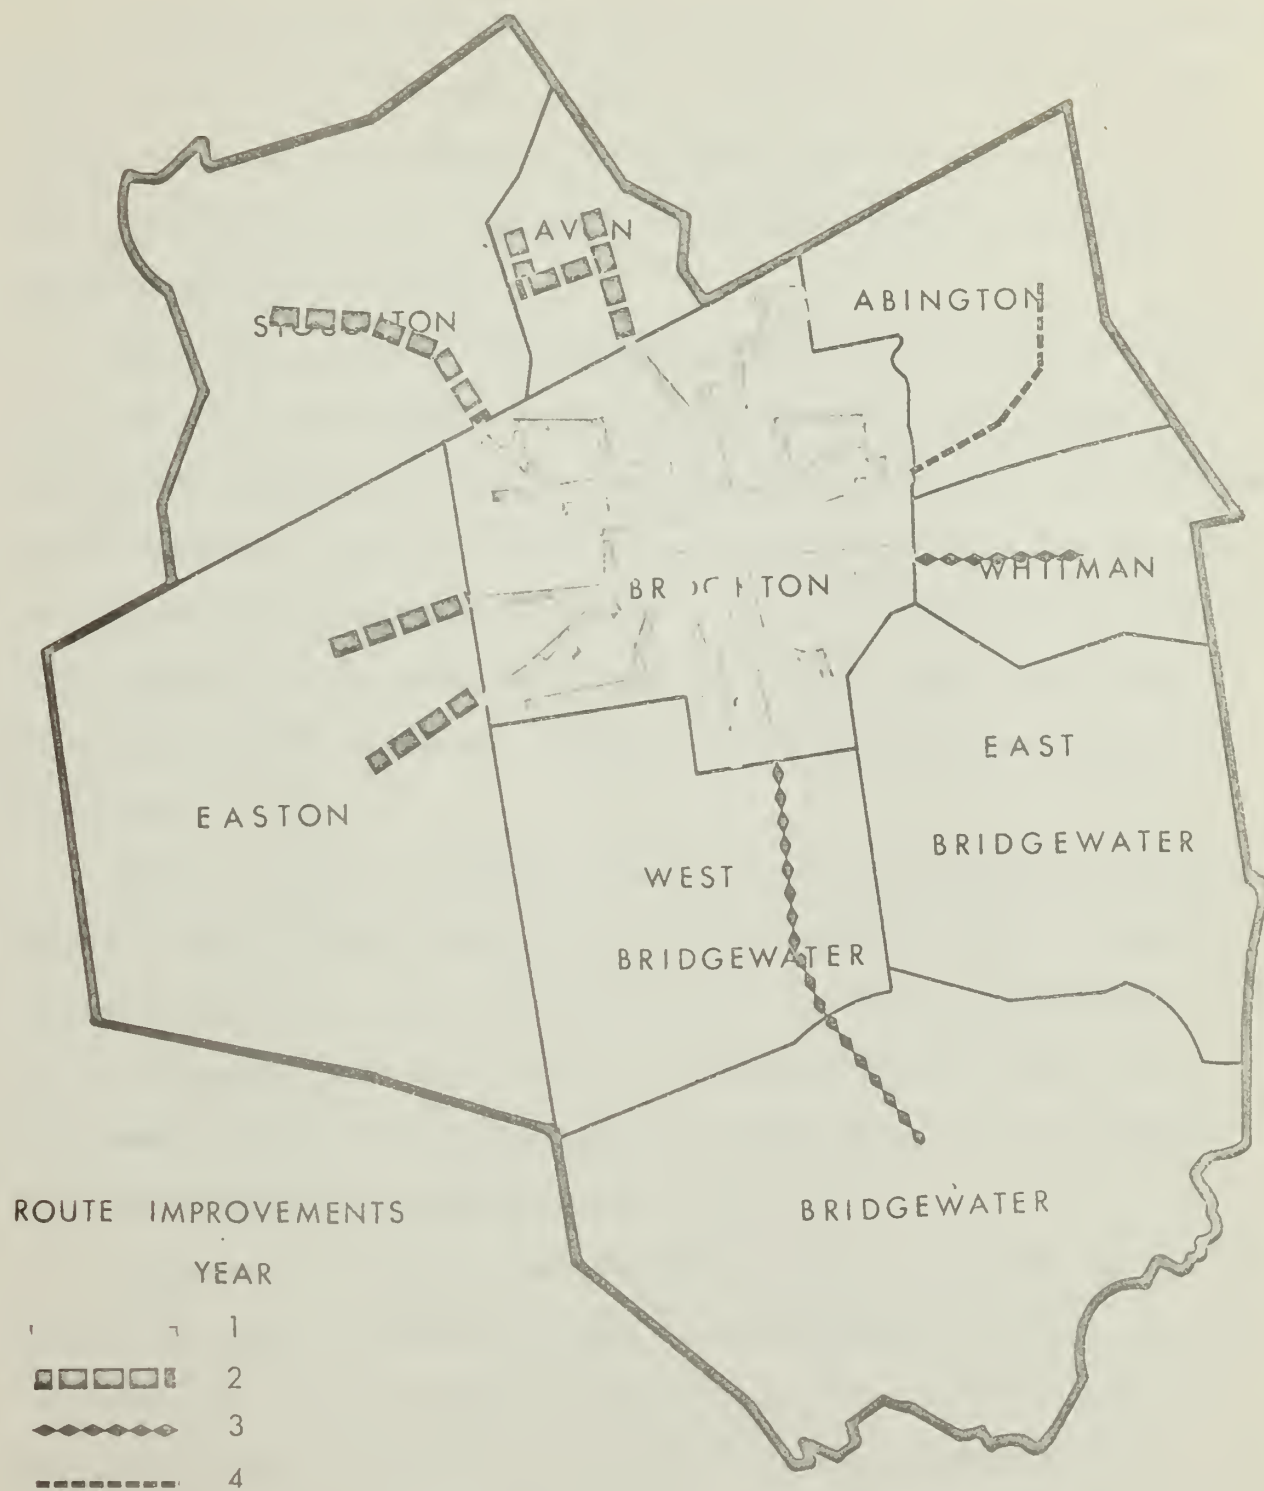 AVON
ABINGTON
WHITMAN
EAST
BRIDGEWATER
EASTON
WEST
BRIDGEWATER
BRIDGEWATER
ROUTE IMPROVEMENTS
YEAR
1
2
3
4